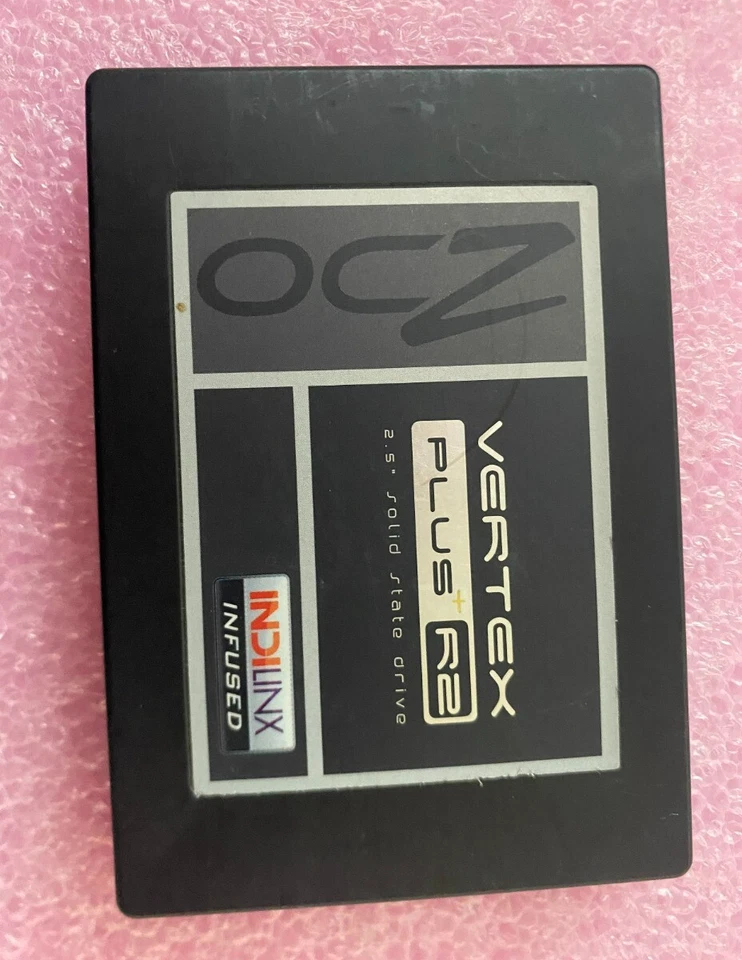 OCZ
VERTEX
PLUS+ R2
2.5" solid state drive
INDILINX
INFUSED